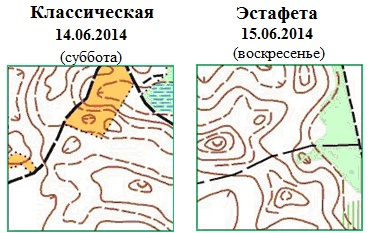 Классическая
14.06.2014
(суббота)
Эстафета
15.06.2014
(воскресенье)